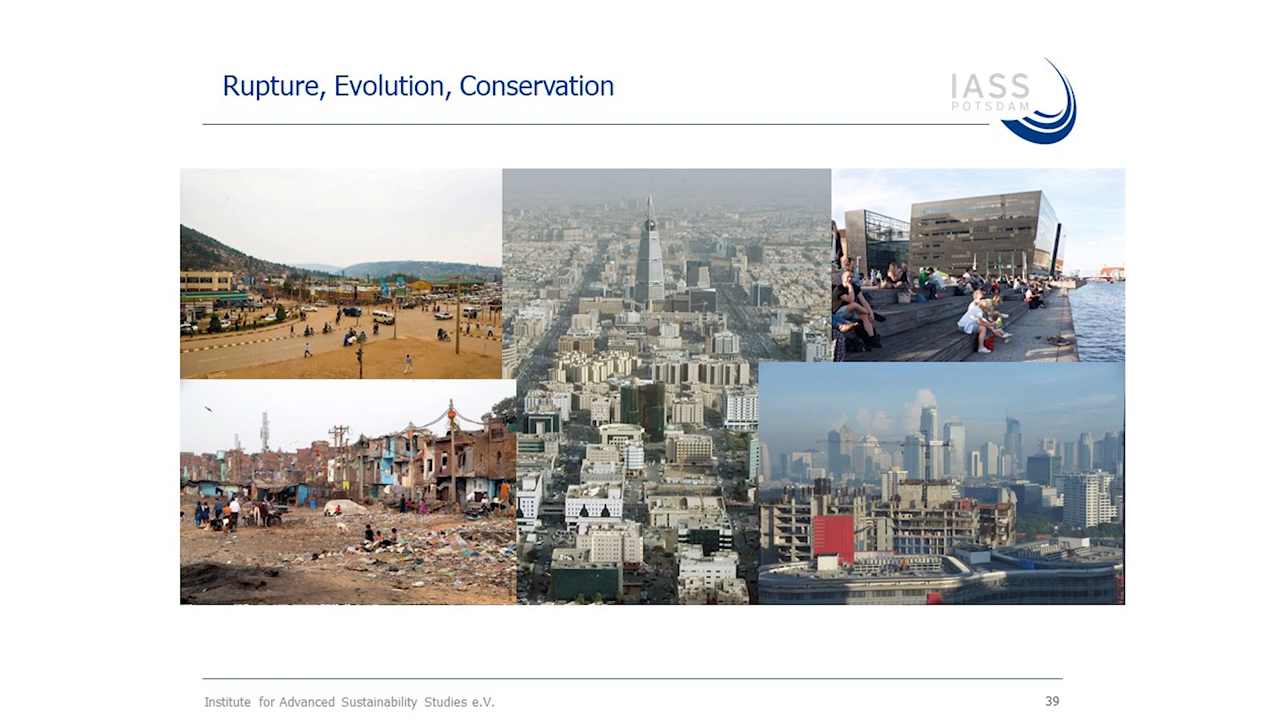 Rupture, Evolution, Conservation
IASS
POTSDAM
Institute for Advanced Sustainability Studies e.V.
39